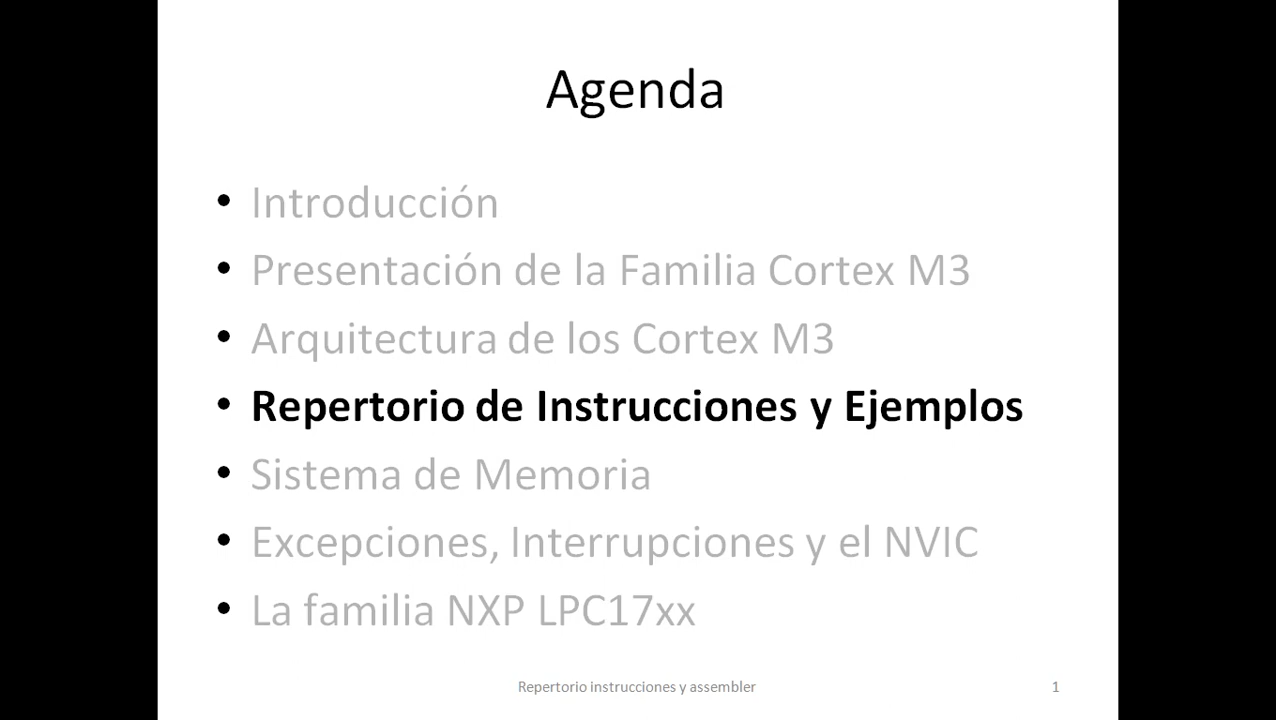 Agenda
• Introducción
• Presentación de la Familia Cortex M3
• Arquitectura de los Cortex M3
• Repertorio de Instrucciones y Ejemplos
• Sistema de Memoria
• Excepciones, Interrupciones y el NVIC
• La familia NXP LPC17xx
Repertorio instrucciones y assembler 1